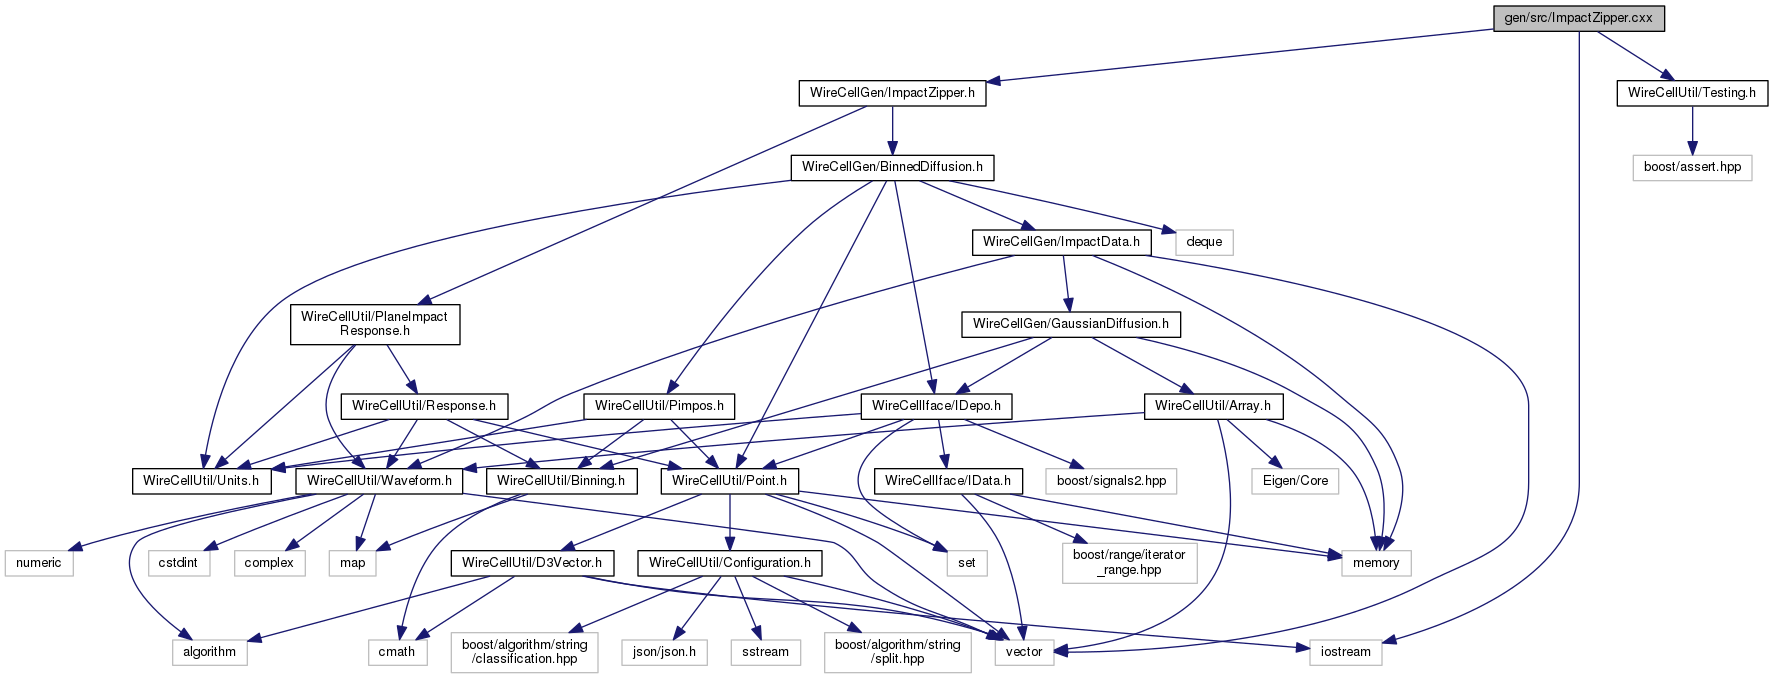 gen/src/ImpactZipper.cxx
WireCellGen/ImpactZipper.h
WireCellUtil/Testing.h
WireCellGen/BinnedDiffusion.h
boost/assert.hpp
WireCellGen/ImpactData.h
deque
WireCellUtil/PlaneImpact
Response.h
WireCellGen/GaussianDiffusion.h
WireCellUtil/Response.h
WireCellUtil/Pimpos.h
WireCellIface/IDepo.h
WireCellUtil/Array.h
WireCellUtil/Units.h
WireCellUtil/Waveform.h
WireCellUtil/Binning.h
WireCellUtil/Point.h
WireCellIface/IData.h
boost/signals2.hpp
Eigen/Core
numeric
cstdint
complex
map
WireCellUtil/D3Vector.h
WireCellUtil/Configuration.h
set
boost/range/iterator
_range.hpp
memory
algorithm
cmath
boost/algorithm/string
/classification.hpp
json/json.h
sstream
boost/algorithm/string
/split.hpp
vector
iostream